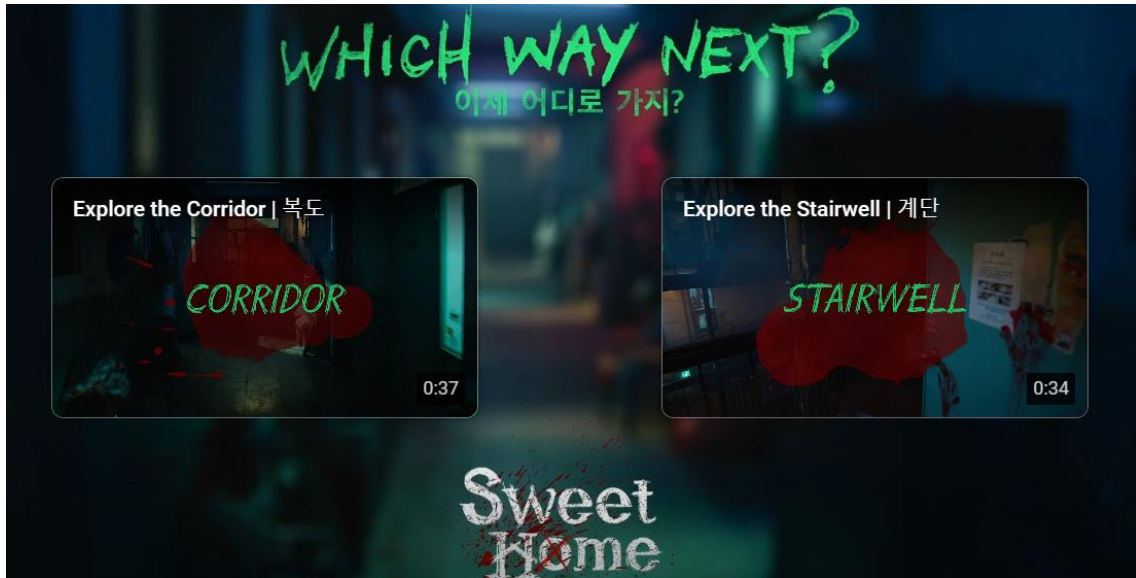 WHICH WAY NEXT?
이제 어디로 가지?
Explore the Corridor | 복도
CORRIDOR
0:37
Explore the Stairwell | 계단
STAIRWELL
0:34
Sweet
Home